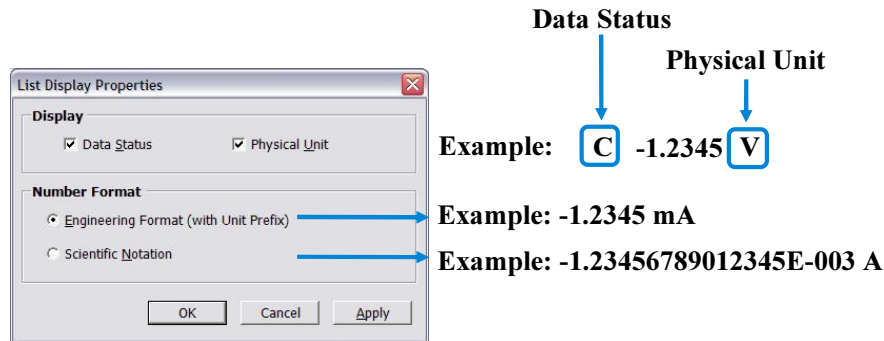 Data Status
Physical Unit
List Display Properties
Display
Data Status
Physical Unit
Example: C -1.2345 V
Number Format
Engineering Format (with Unit Prefix)
Example: -1.2345 mA
Scientific Notation
Example: -1.23456789012345E-003 A
OK Cancel Apply